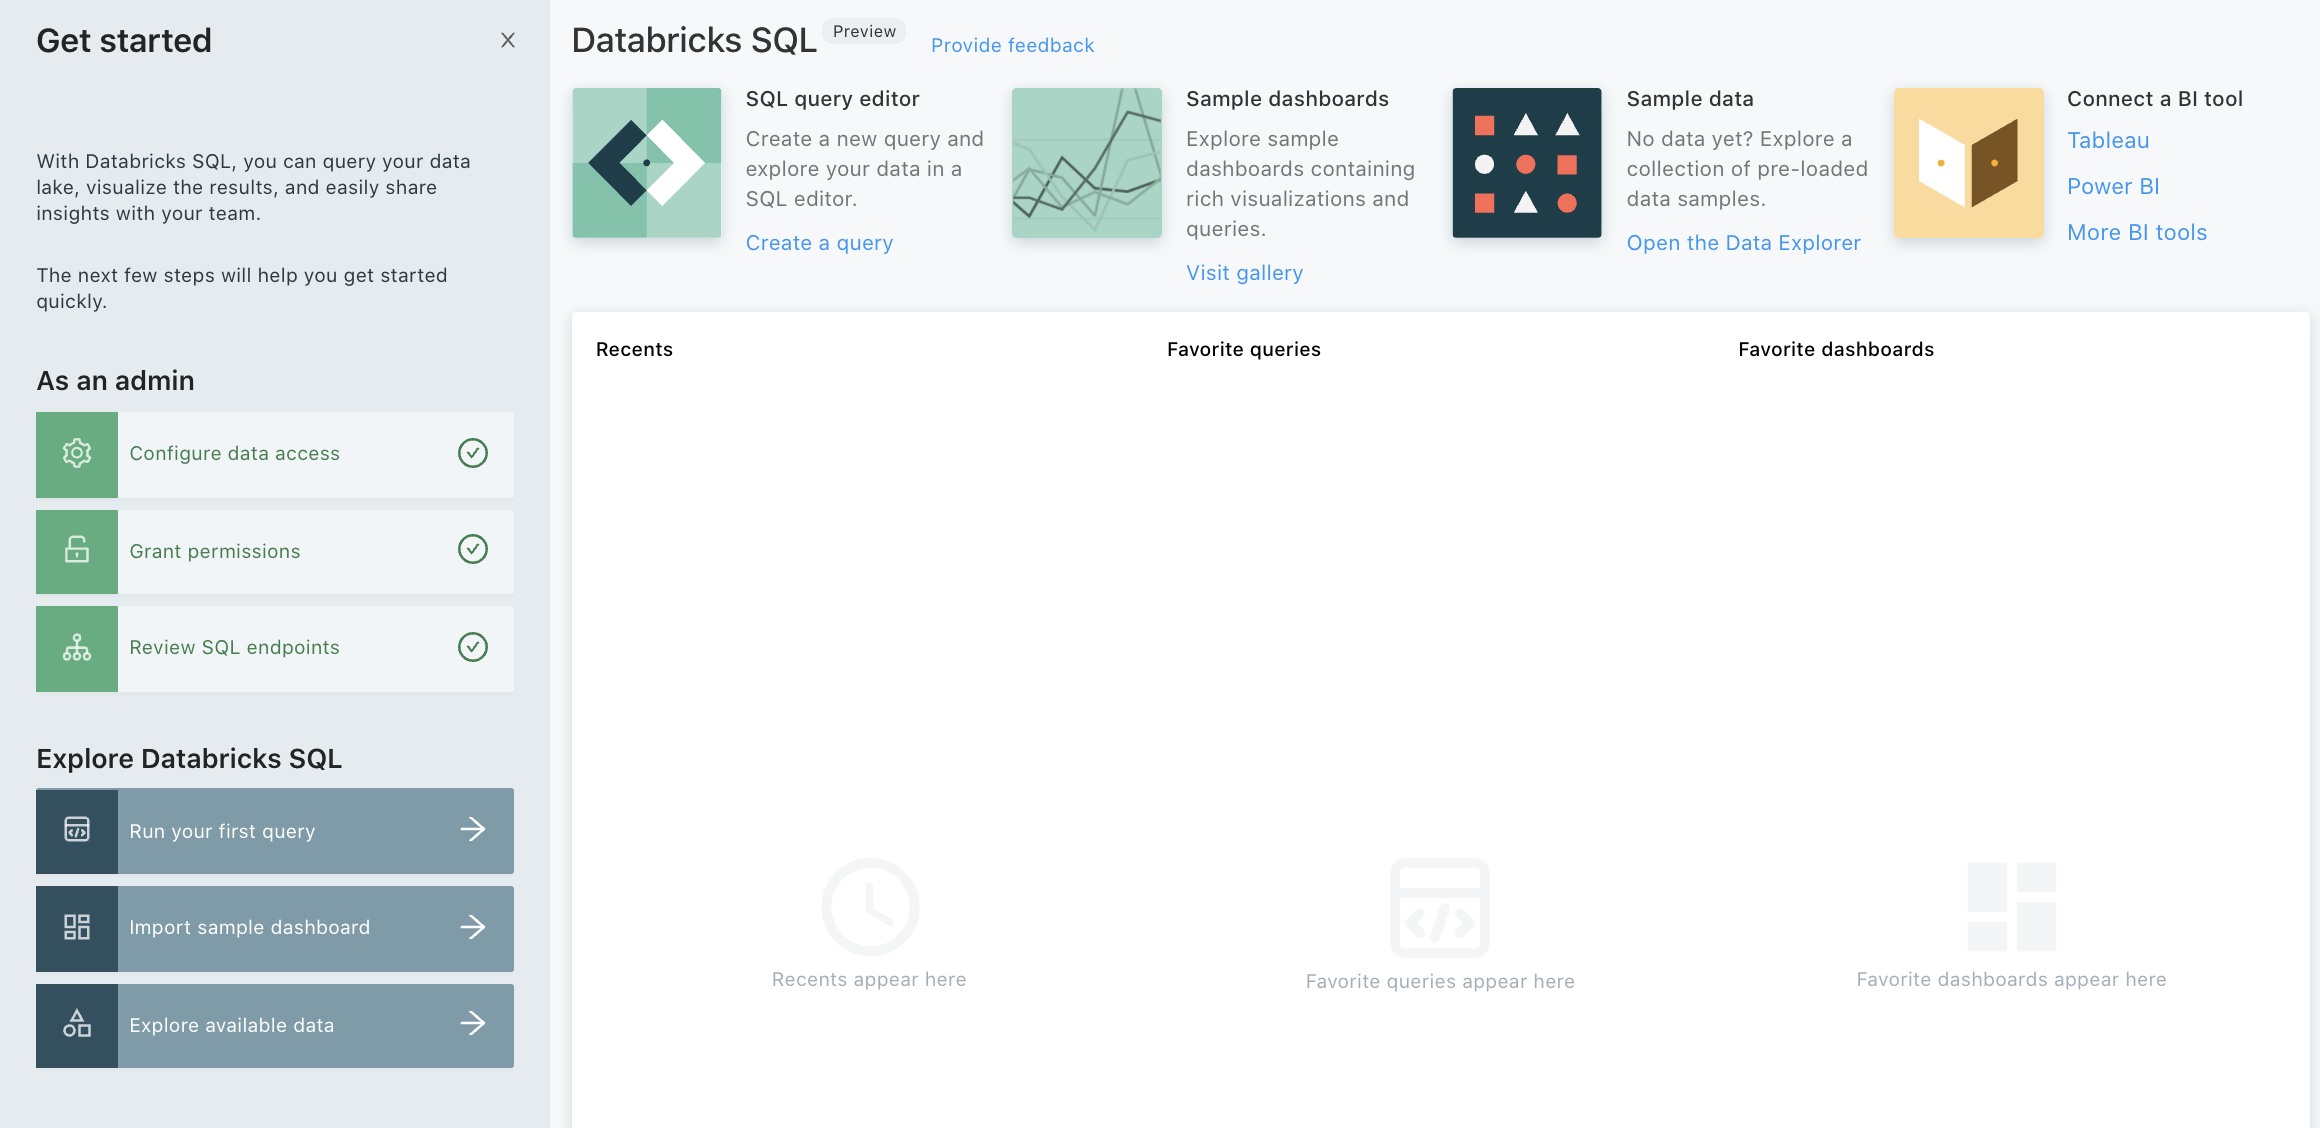 Get started
With Databricks SQL, you can query your data
lake, visualize the results, and easily share
insights with your team.
The next few steps will help you get started
quickly.
As an admin
Configure data access
Grant permissions
Review SQL endpoints
Explore Databricks SQL
Run your first query
Import sample dashboard
Explore available data
Databricks SQL
Preview
Provide feedback
SQL query editor
Create a new query and
explore your data in a
SQL editor.
Create a query
Sample dashboards
Explore sample
dashboards containing
rich visualizations and
queries.
Visit gallery
Sample data
No data yet? Explore a
collection of pre-loaded
data samples.
Open the Data Explorer
Connect a BI tool
Tableau
Power BI
More BI tools
Recents
Recents appear here
Favorite queries
Favorite queries appear here
Favorite dashboards
Favorite dashboards appear here